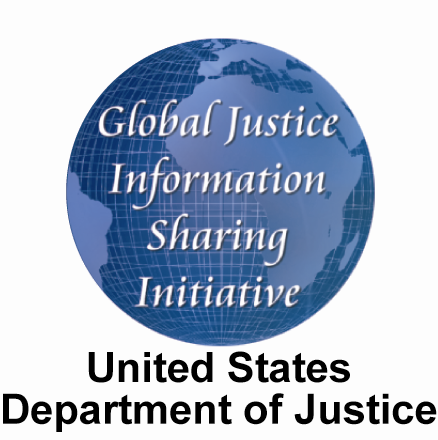 Global Justice
Information
Sharing
Initiative
United States
Department of Justice